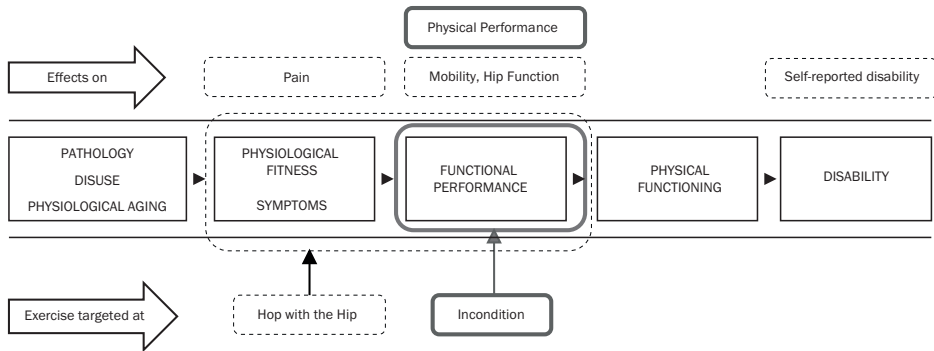 Physical Performance
Effects on
Pain
Mobility, Hip Function
Self-reported disability
PATHOLOGY
DISUSE
PHYSIOLOGICAL AGING
PHYSIOLOGICAL
FITNESS
SYMPTOMS
FUNCTIONAL
PERFORMANCE
PHYSICAL
FUNCTIONING
DISABILITY
Exercise targeted at
Hop with the Hip
Incondition